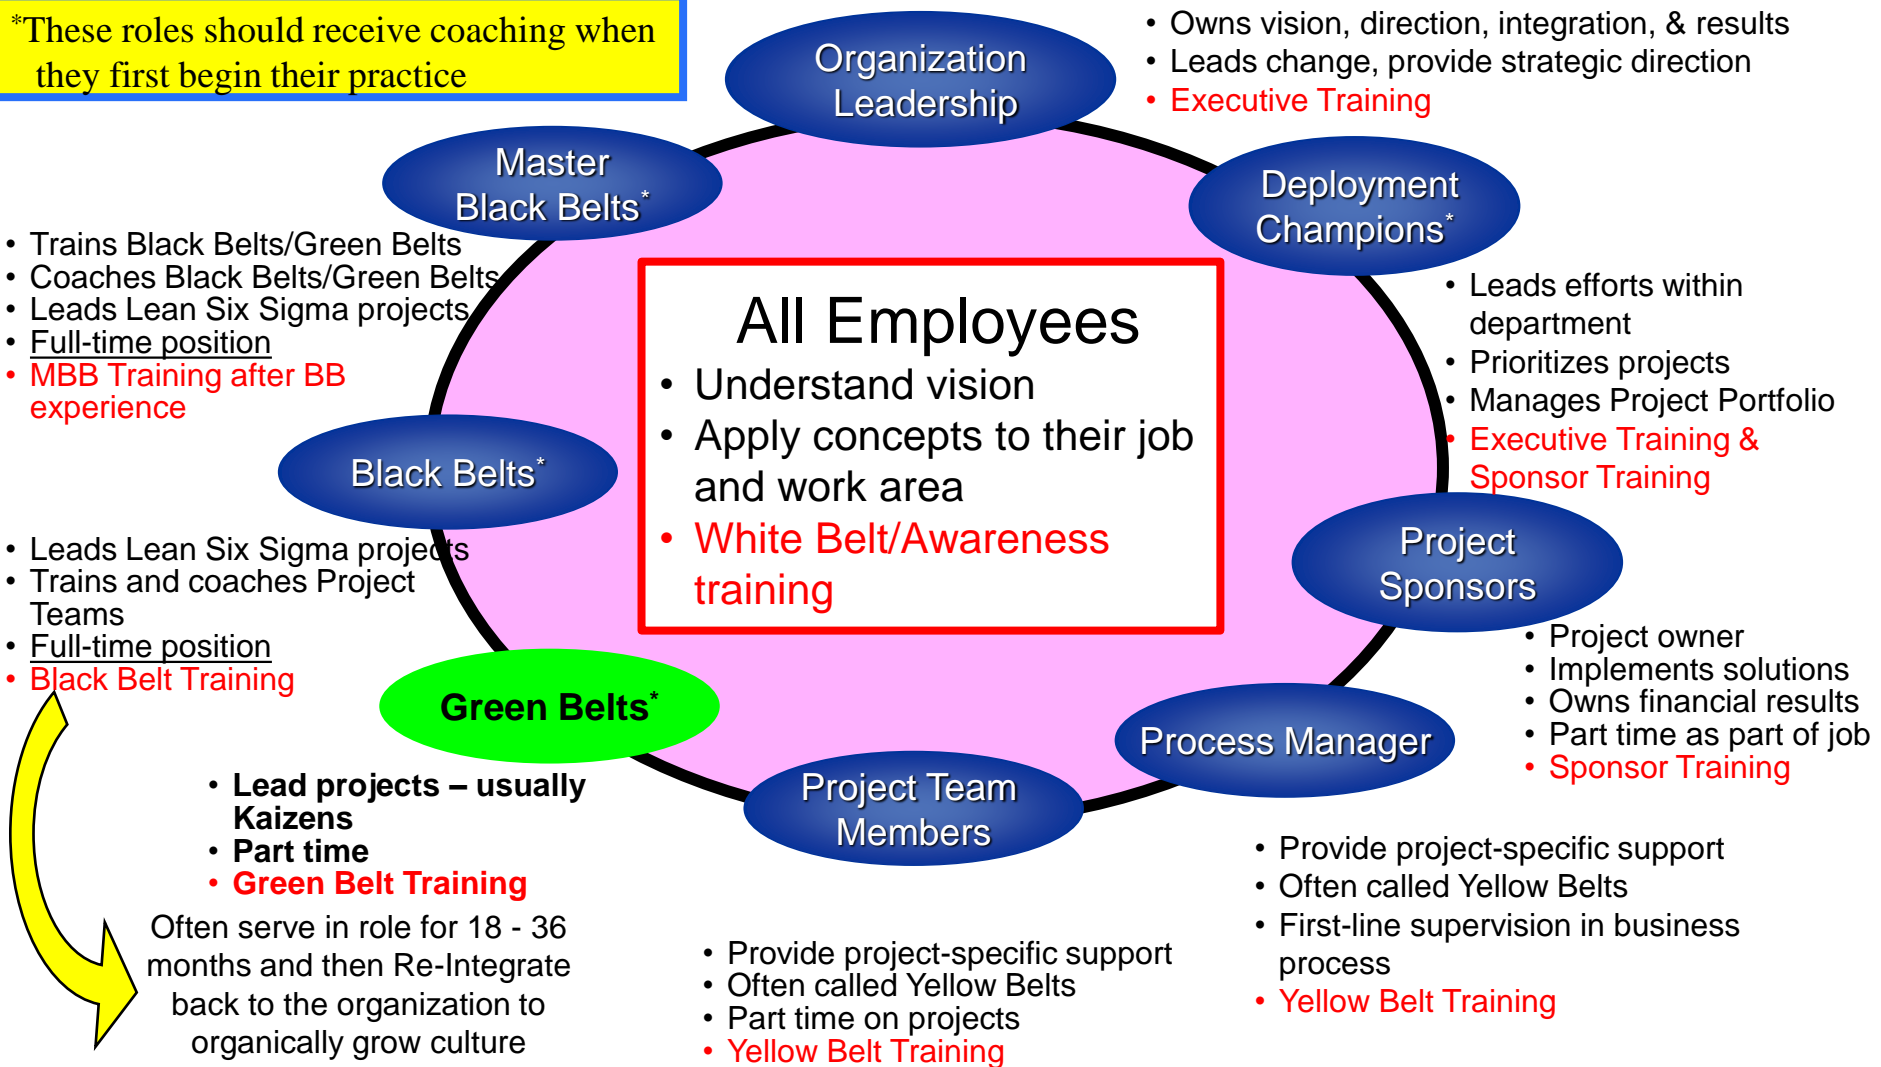 *These roles should receive coaching when
they first begin their practice
Organization
Leadership
• Owns vision, direction, integration, & results
• Leads change, provide strategic direction
• Executive Training
Master
Black Belts*
• Trains Black Belts/Green Belts
• Coaches Black Belts/Green Belts
• Leads Lean Six Sigma projects
• Full-time position
• MBB Training after BB
experience
Deployment
Champions*
• Leads efforts within
department
• Prioritizes projects
• Manages Project Portfolio
• Executive Training &
Sponsor Training
All Employees
• Understand vision
• Apply concepts to their job
and work area
• White Belt/Awareness
training
Black Belts*
• Leads Lean Six Sigma projects
• Trains and coaches Project
Teams
• Full-time position
• Black Belt Training
Project
Sponsors
• Project owner
• Implements solutions
• Owns financial results
• Part time as part of job
• Sponsor Training
Green Belts*
• Lead projects – usually
Kaizens
• Part time
• Green Belt Training
Often serve in role for 18 - 36
months and then Re-Integrate
back to the organization to
organically grow culture
Project Team
Members
• Provide project-specific support
• Often called Yellow Belts
• Part time on projects
• Yellow Belt Training
Process Manager
• Provide project-specific support
• Often called Yellow Belts
• First-line supervision in business
process
• Yellow Belt Training